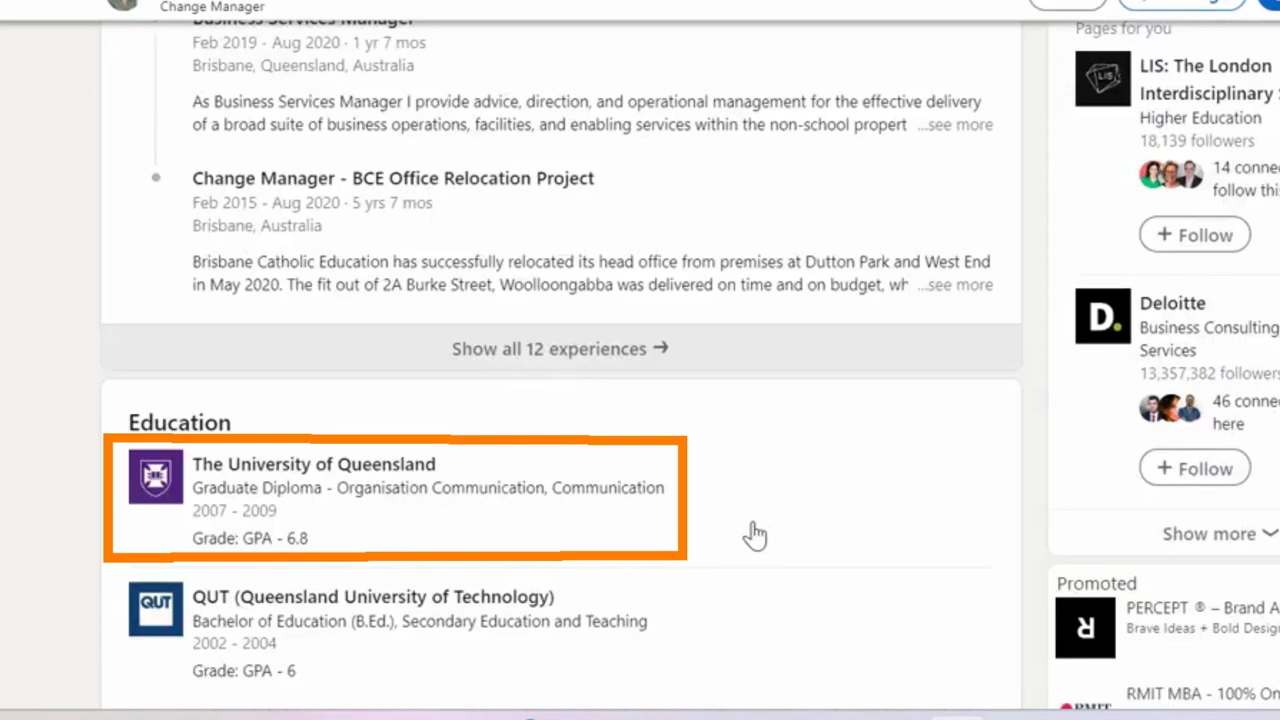 Change Manager
Business Services Manager
Feb 2019 - Aug 2020 · 1 yr 7 mos
Brisbane, Queensland, Australia
As Business Services Manager I provide advice, direction, and operational management for the effective delivery
of a broad suite of business operations, facilities, and enabling services within the non-school propert ...see more
Change Manager - BCE Office Relocation Project
Feb 2015 - Aug 2020 · 5 yrs 7 mos
Brisbane, Australia
Brisbane Catholic Education has successfully relocated its head office from premises at Dutton Park and West End
in May 2020. The fit out of 2A Burke Street, Woolloongabba was delivered on time and on budget, wh ...see more
Show all 12 experiences →
Education
The University of Queensland
Graduate Diploma - Organisation Communication, Communication
2007 - 2009
Grade: GPA - 6.8
QUT
QUT (Queensland University of Technology)
Bachelor of Education (B.Ed.), Secondary Education and Teaching
2002 - 2004
Grade: GPA - 6
Pages for you
LIS
LIS: The London
Interdisciplinary
Higher Education
18,139 followers
14 conne
follow this
+ Follow
D.
Deloitte
Business Consulting
Services
13,357,382 followers
46 conne
here
+ Follow
Show more
Promoted
PERCEPT ® – Brand A
Brave Ideas + Bold Design
RMIT MBA - 100% On
RMIT